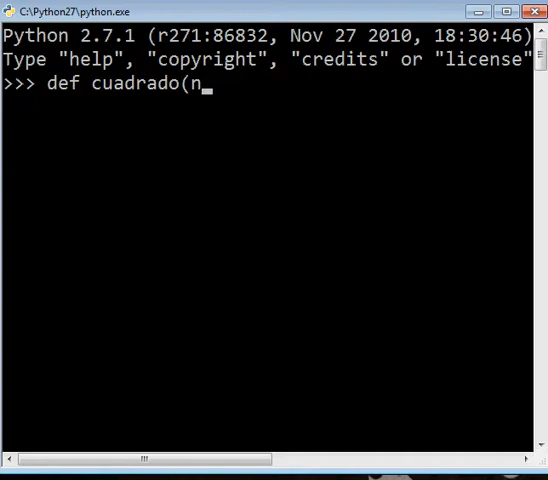 C:\Python27\python.exe
Python 2.7.1 (r271:86832, Nov 27 2010, 18:30:46)
Type "help", "copyright", "credits" or "license"
>>> def cuadrado(n_